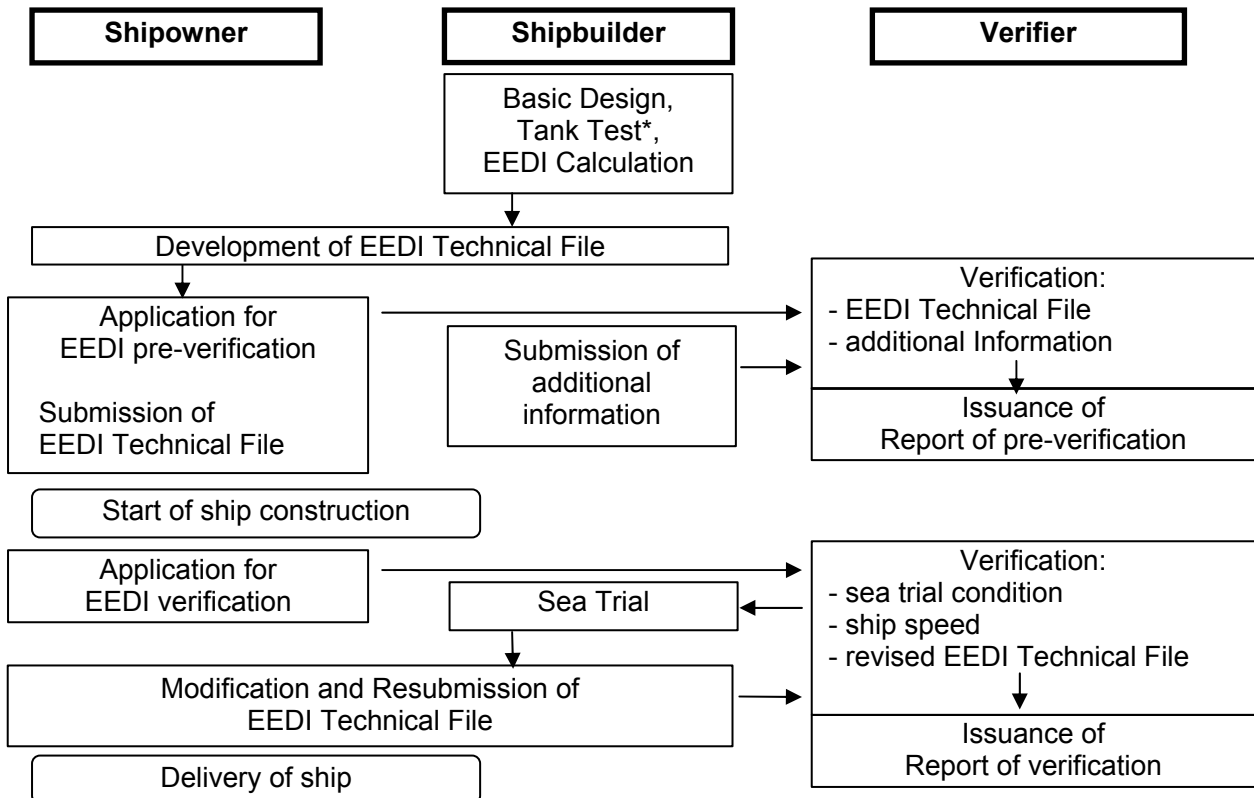 Shipowner
Shipbuilder
Verifier
Basic Design,
Tank Test*,
EEDI Calculation
Development of EEDI Technical File
Application for
EEDI pre-verification
Submission of
EEDI Technical File
Submission of
additional
information
Verification:
- EEDI Technical File
- additional Information
Issuance of
Report of pre-verification
Start of ship construction
Application for
EEDI verification
Sea Trial
Verification:
- sea trial condition
- ship speed
- revised EEDI Technical File
Modification and Resubmission of
EEDI Technical File
Issuance of
Report of verification
Delivery of ship